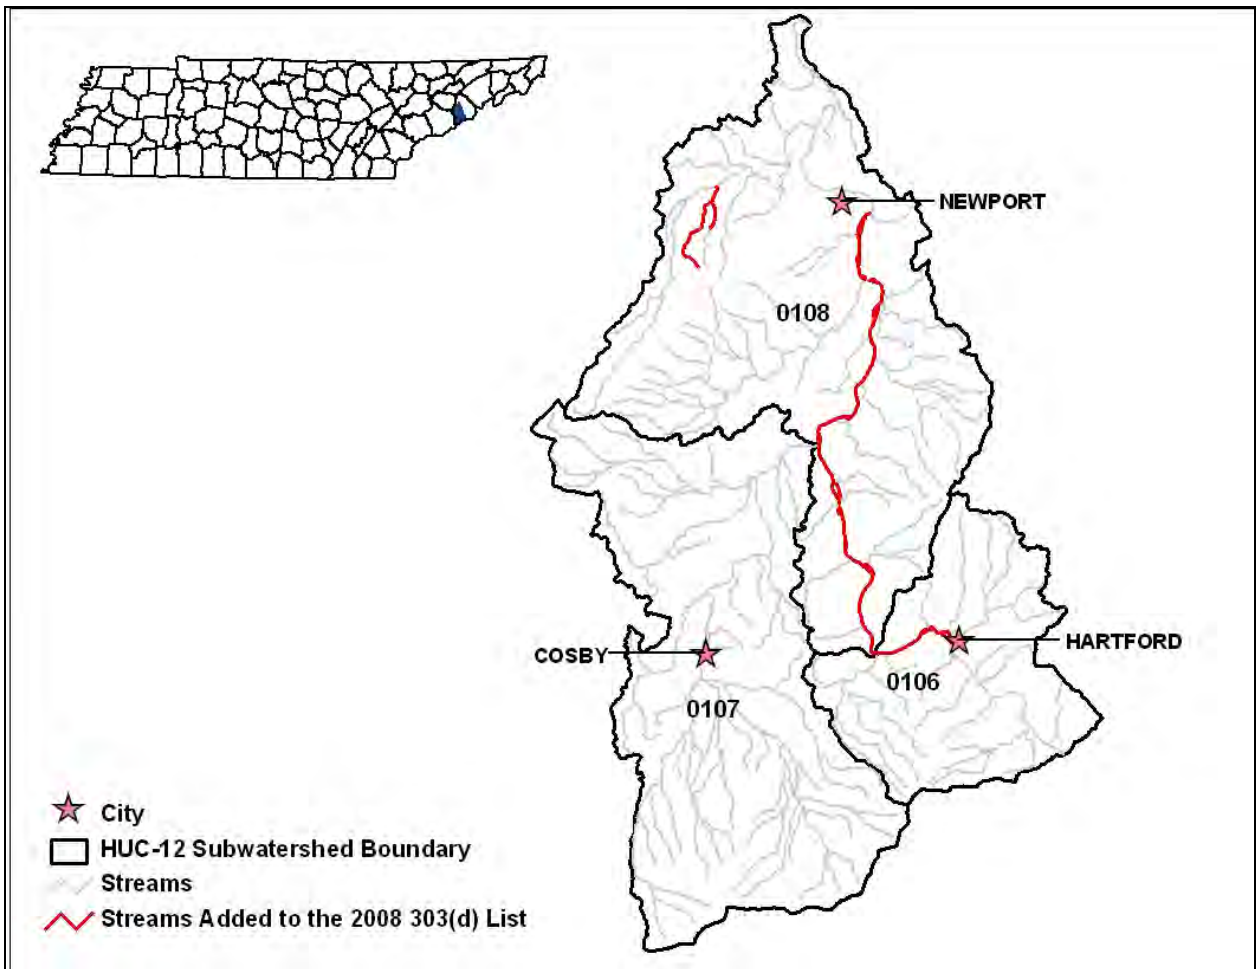 NEWPORT
0108
HARTFORD
COSBY
0106
0107
City
HUC-12 Subwatershed Boundary
Streams
Streams Added to the 2008 303(d) List